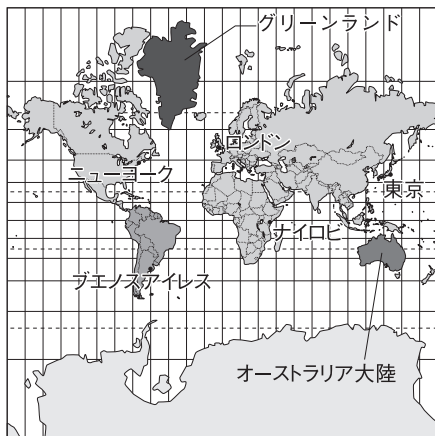 グリーンランド
ロンドン
ニューヨーク
東京
ナイロビ
ブエノスアイレス
オーストラリア大陸